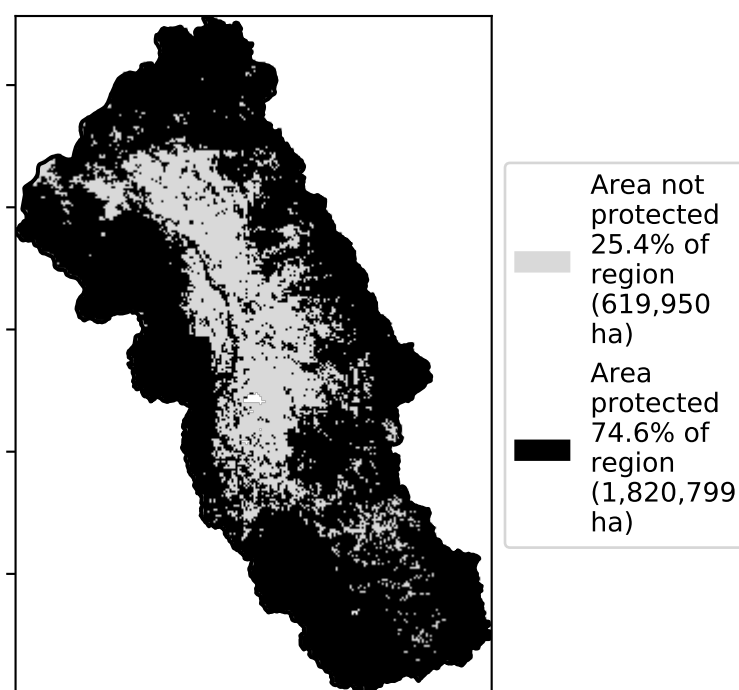 Area not
protected
25.4% of
region
(619,950
ha)
Area
protected
74.6% of
region
(1,820,799
ha)